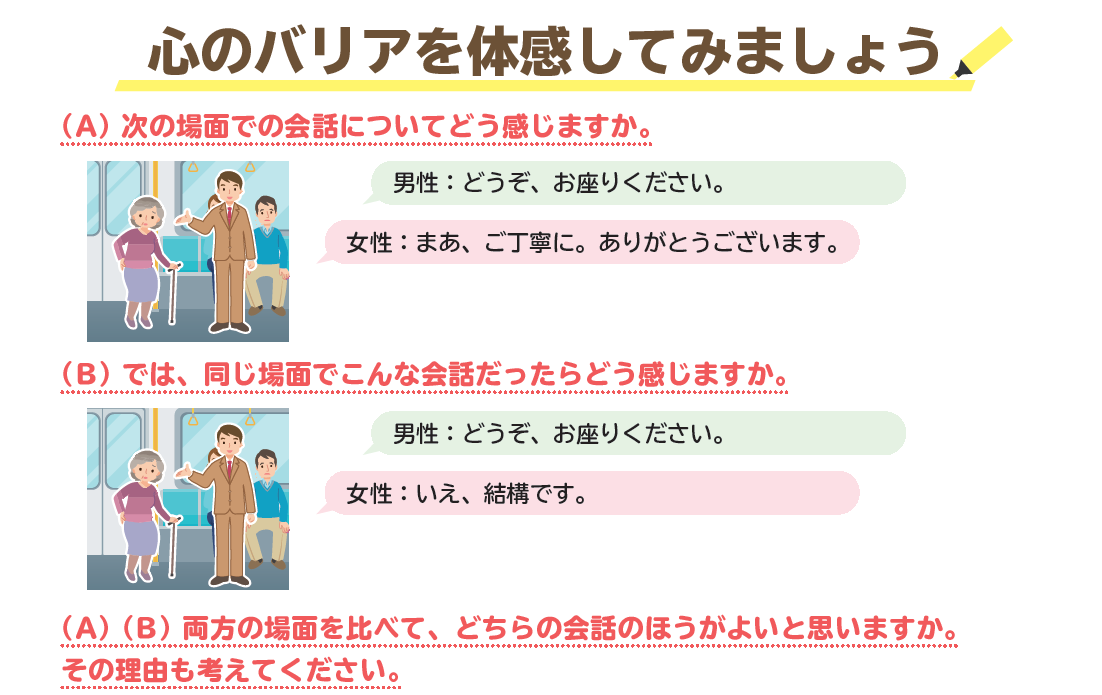 心のバリアを体感してみましょう
（A）次の場面での会話についてどう感じますか。
男性：どうぞ、お座りください。
女性：まあ、ご丁寧に。ありがとうございます。
（B）では、同じ場面でこんな会話だったらどう感じますか。
男性：どうぞ、お座りください。
女性：いえ、結構です。
（A）（B）両方の場面を比べて、どちらの会話のほうがよいと思いますか。
その理由も考えてください。